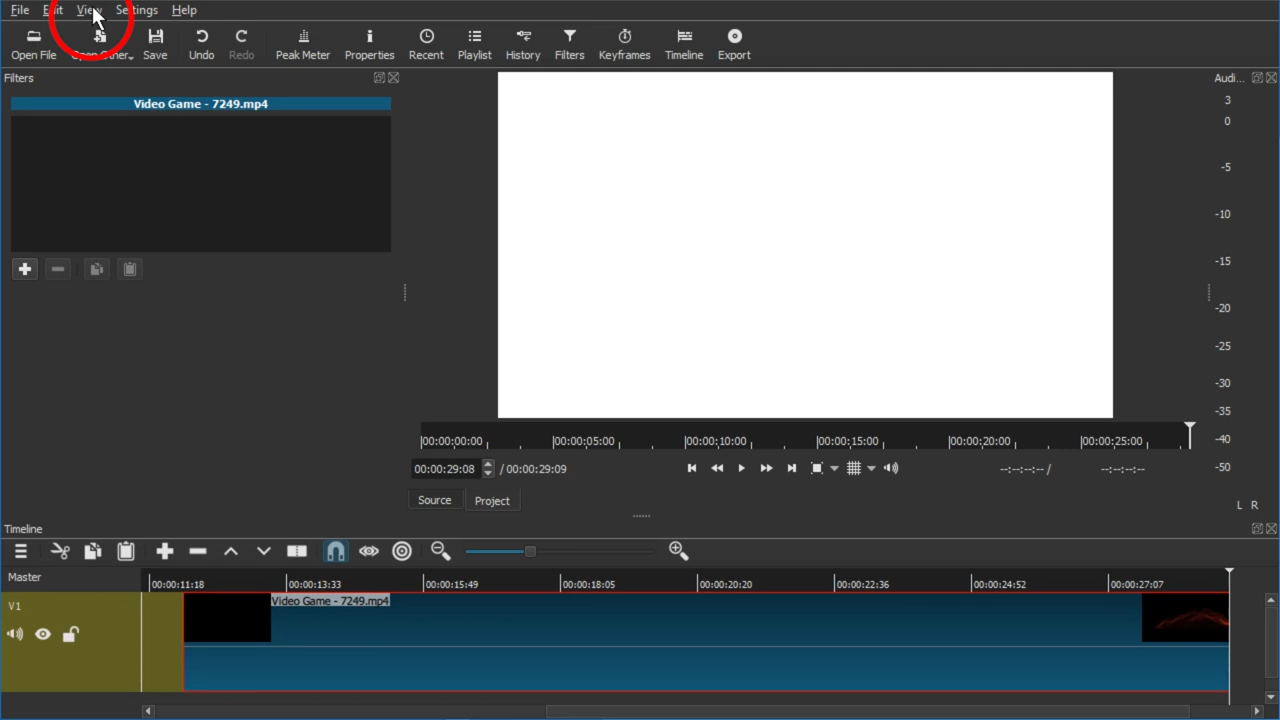 File Edit View Settings Help
Open File Open Other... Save Undo Redo Peak Meter Properties Recent Playlist History Filters Keyframes Timeline Export
Filters
Audi...
Video Game - 7249.mp4
3
0
-5
-10
-15
-20
-25
-30
-35
-40
-50
00:00:00:00 00:00:05:00 00:00:10:00 00:00:15:00 00:00:20:00 00:00:25:00
00:00:29:08 / 00:00:29:09 --:--:--:-- / --:--:--:--
Source Project
L R
Timeline
Master 00:00:11:18 00:00:13:33 00:00:15:49 00:00:18:05 00:00:20:20 00:00:22:36 00:00:24:52 00:00:27:07
V1 Video Game - 7249.mp4